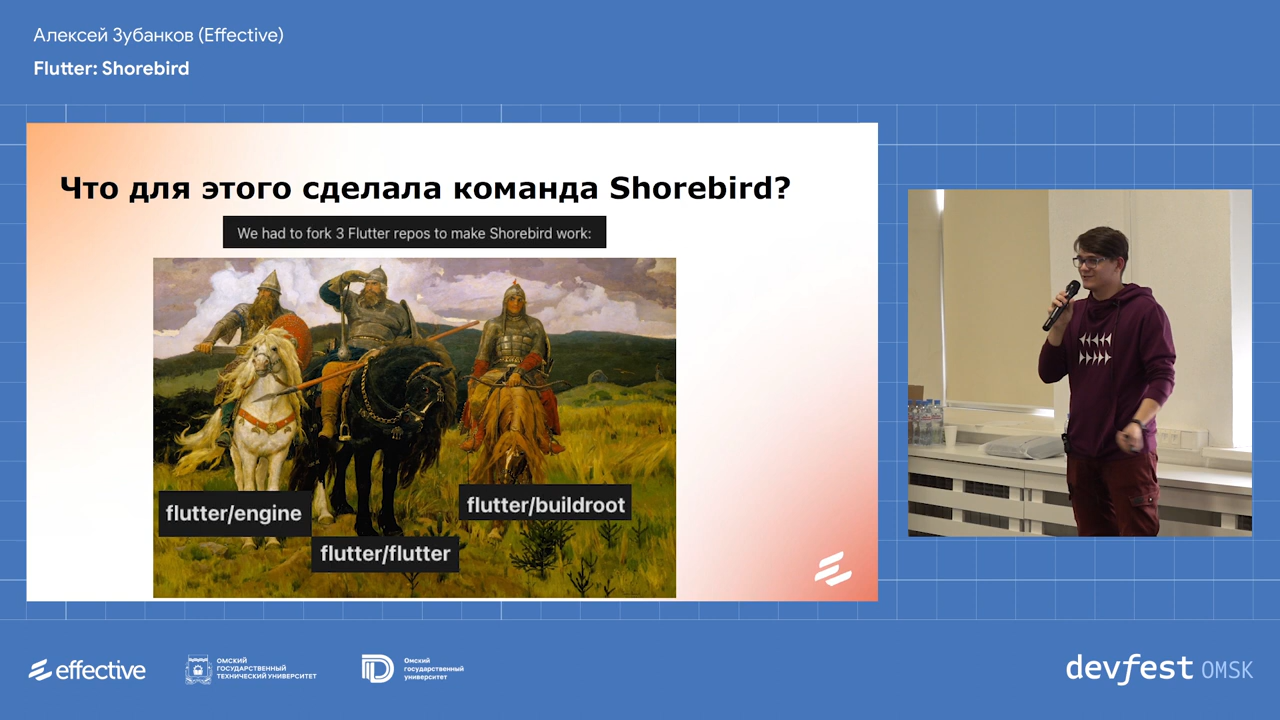 Алексей Зубанков (Effective)
Flutter: Shorebird
Что для этого сделала команда Shorebird?
We had to fork 3 Flutter repos to make Shorebird work:
flutter/engine
flutter/flutter
flutter/buildroot
effective
ОМСКИЙ
ГОСУДАРСТВЕННЫЙ
ТЕХНИЧЕСКИЙ УНИВЕРСИТЕТ
Омский
государственный
университет
devfest OMSK